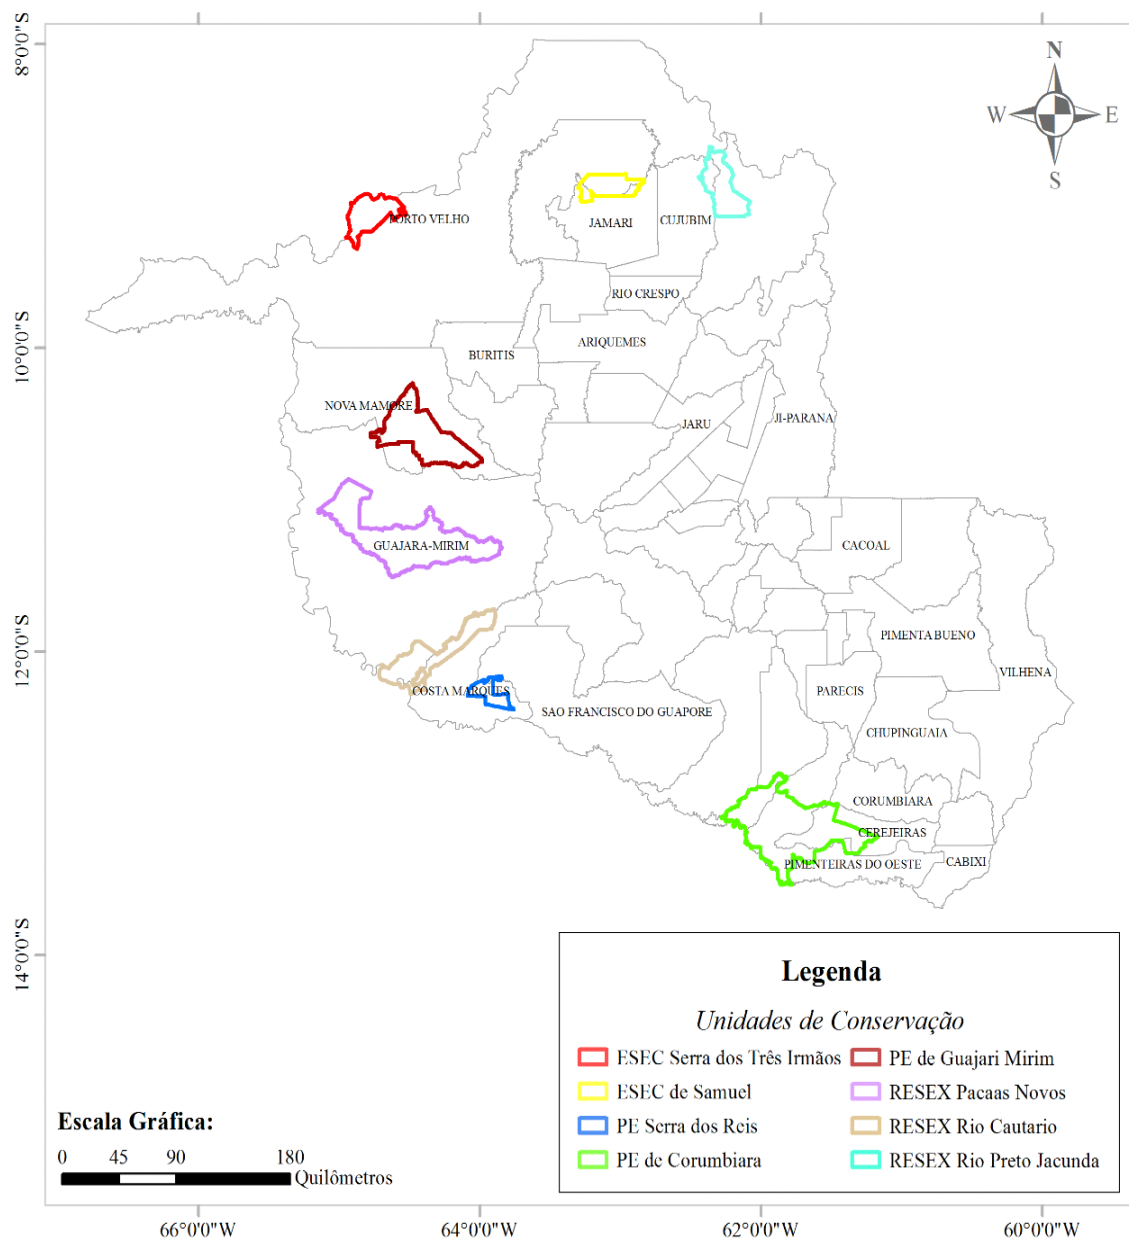 8°0'0"S
N
W
E
S
PORTO VELHO
JAMARI
CUJUBIM
RIO CRESPO
10°0'0"S
ARIQUEMES
BURITIS
NOVA MAMORE
JARU
JI-PARANA
GUAJARA-MIRIM
CACOAL
12°0'0"S
PIMENTA BUENO
VILHENA
COSTA MARQUES
PARECIS
SAO FRANCISCO DO GUAPORE
CHUPINGUAIA
CORUMBIARA
CEREJEIRAS
PIMENTEIRAS DO OESTE
CABIXI
14°0'0"S
Legenda
Unidades de Conservação
ESEC Serra dos Três Irmãos
PE de Guajari Mirim
ESEC de Samuel
RESEX Pacaas Novos
PE Serra dos Reis
RESEX Rio Cautario
PE de Corumbiara
RESEX Rio Preto Jacunda
Escala Gráfica:
0 45 90 180
Quilômetros
66°0'0"W
64°0'0"W
62°0'0"W
60°0'0"W